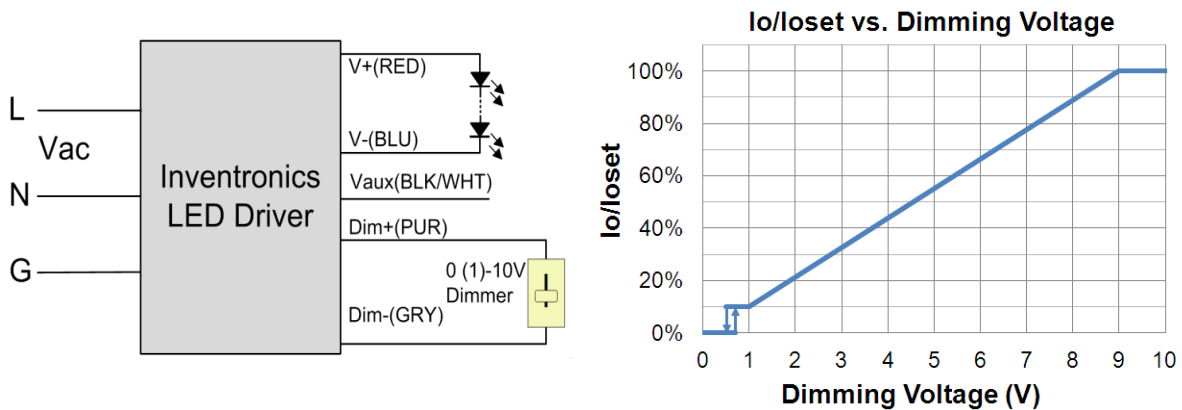 L
Vac
N
G
Inventronics
LED Driver
V+(RED)
V-(BLU)
Vaux(BLK/WHT)
Dim+(PUR)
0 (1)-10V
Dimmer
Dim-(GRY)
Io/Ioset vs. Dimming Voltage
Io/Ioset
100%
80%
60%
40%
20%
0%
0 1 2 3 4 5 6 7 8 9 10
Dimming Voltage (V)